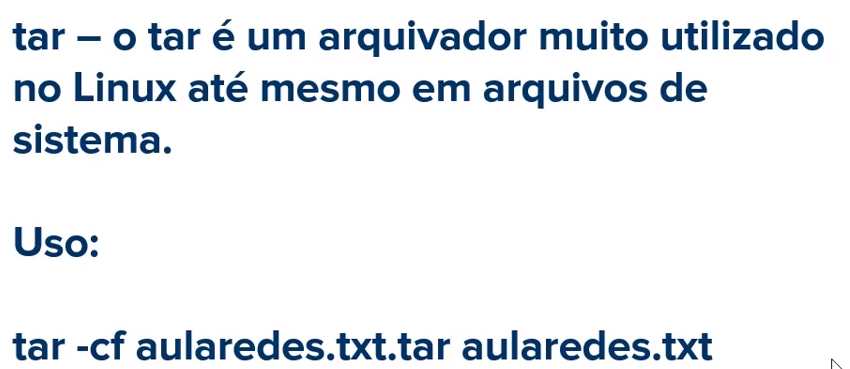 tar – o tar é um arquivador muito utilizado
no Linux até mesmo em arquivos de
sistema.
Uso:
tar -cf aularedes.txt.tar aularedes.txt